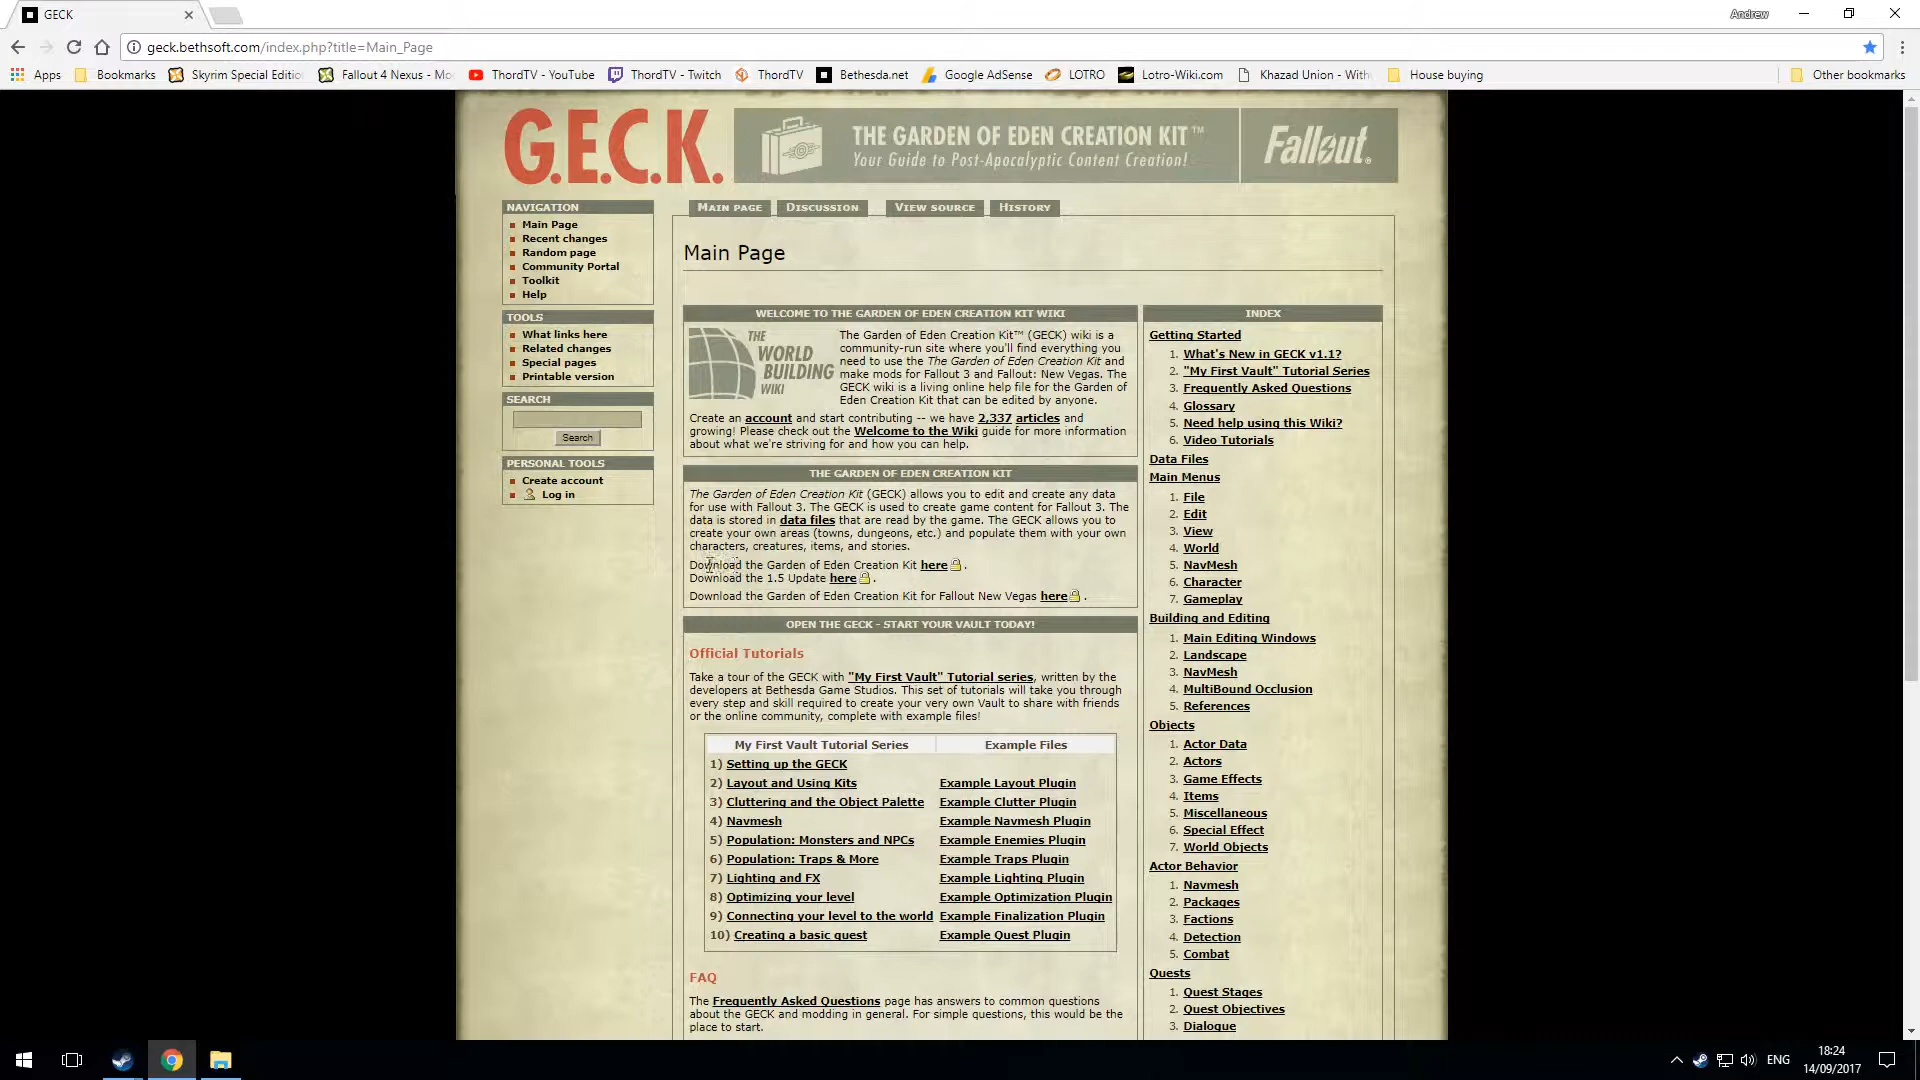 GECK
Andrew
geck.bethsoft.com/index.php?title=Main_Page
Apps Bookmarks Skyrim Special Editio Fallout 4 Nexus - Mo ThordTV - YouTube ThordTV - Twitch ThordTV Bethesda.net Google AdSense LOTRO Lotro-Wiki.com Khazad Union - With House buying Other bookmarks
G.E.C.K.
THE GARDEN OF EDEN CREATION KIT™
Your Guide to Post-Apocalyptic Content Creation!
Fallout®
NAVIGATION
Main Page
Recent changes
Random page
Community Portal
Toolkit
Help
TOOLS
What links here
Related changes
Special pages
Printable version
SEARCH
Search
PERSONAL TOOLS
Create account
Log in
MAIN PAGE DISCUSSION VIEW SOURCE HISTORY
Main Page
WELCOME TO THE GARDEN OF EDEN CREATION KIT WIKI
THE
WORLD
BUILDING
WIKI
The Garden of Eden Creation Kit™ (GECK) wiki is a
community-run site where you'll find everything you
need to use the The Garden of Eden Creation Kit and
make mods for Fallout 3 and Fallout: New Vegas. The
GECK wiki is a living online help file for the Garden of
Eden Creation Kit that can be edited by anyone.
Create an account and start contributing -- we have 2,337 articles and
growing! Please check out the Welcome to the Wiki guide for more information
about what we're striving for and how you can help.
THE GARDEN OF EDEN CREATION KIT
The Garden of Eden Creation Kit (GECK) allows you to edit and create any data
for use with Fallout 3. The GECK is used to create game content for Fallout 3. The
data is stored in data files that are read by the game. The GECK allows you to
create your own areas (towns, dungeons, etc.) and populate them with your own
characters, creatures, items, and stories.
Download the Garden of Eden Creation Kit here .
Download the 1.5 Update here .
Download the Garden of Eden Creation Kit for Fallout New Vegas here .
OPEN THE GECK - START YOUR VAULT TODAY!
Official Tutorials
Take a tour of the GECK with "My First Vault" Tutorial series, written by the
developers at Bethesda Game Studios. This set of tutorials will take you through
every step and skill required to create your very own Vault to share with friends
or the online community, complete with example files!
My First Vault Tutorial Series Example Files
1) Setting up the GECK
2) Layout and Using Kits Example Layout Plugin
3) Cluttering and the Object Palette Example Clutter Plugin
4) Navmesh Example Navmesh Plugin
5) Population: Monsters and NPCs Example Enemies Plugin
6) Population: Traps & More Example Traps Plugin
7) Lighting and FX Example Lighting Plugin
8) Optimizing your level Example Optimization Plugin
9) Connecting your level to the world Example Finalization Plugin
10) Creating a basic quest Example Quest Plugin
FAQ
The Frequently Asked Questions page has answers to common questions
about the GECK and modding in general. For simple questions, this would be the
place to start.
INDEX
Getting Started
1. What's New in GECK v1.1?
2. "My First Vault" Tutorial Series
3. Frequently Asked Questions
4. Glossary
5. Need help using this Wiki?
6. Video Tutorials
Data Files
Main Menus
1. File
2. Edit
3. View
4. World
5. NavMesh
6. Character
7. Gameplay
Building and Editing
1. Main Editing Windows
2. Landscape
3. NavMesh
4. MultiBound Occlusion
5. References
Objects
1. Actor Data
2. Actors
3. Game Effects
4. Items
5. Miscellaneous
6. Special Effect
7. World Objects
Actor Behavior
1. Navmesh
2. Packages
3. Factions
4. Detection
5. Combat
Quests
1. Quest Stages
2. Quest Objectives
3. Dialogue
ENG
18:24
14/09/2017